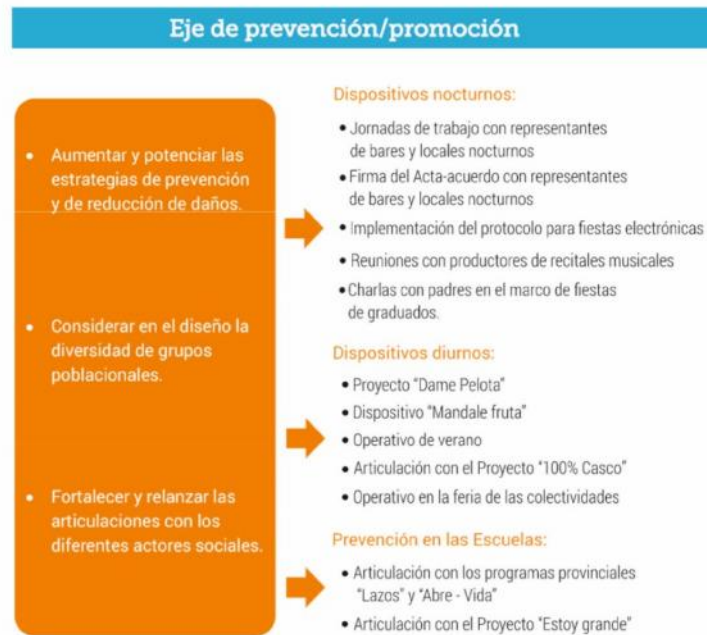 Eje de prevención/promoción
• Aumentar y potenciar las
estrategias de prevención
y de reducción de daños.
• Considerar en el diseño la
diversidad de grupos
poblacionales.
• Fortalecer y relanzar las
articulaciones con los
diferentes actores sociales.
Dispositivos nocturnos:
• Jornadas de trabajo con representantes
de bares y locales nocturnos
• Firma del Acta-acuerdo con representantes
de bares y locales nocturnos
• Implementación del protocolo para fiestas electrónicas
• Reuniones con productores de recitales musicales
• Charlas con padres en el marco de fiestas
de graduados.
Dispositivos diurnos:
• Proyecto “Dame Pelota”
• Dispositivo “Mandale fruta”
• Operativo de verano
• Articulación con el Proyecto “100% Casco”
• Operativo en la feria de las colectividades
Prevención en las Escuelas:
• Articulación con los programas provinciales
“Lazos” y “Abre - Vida”
• Articulación con el Proyecto “Estoy grande”